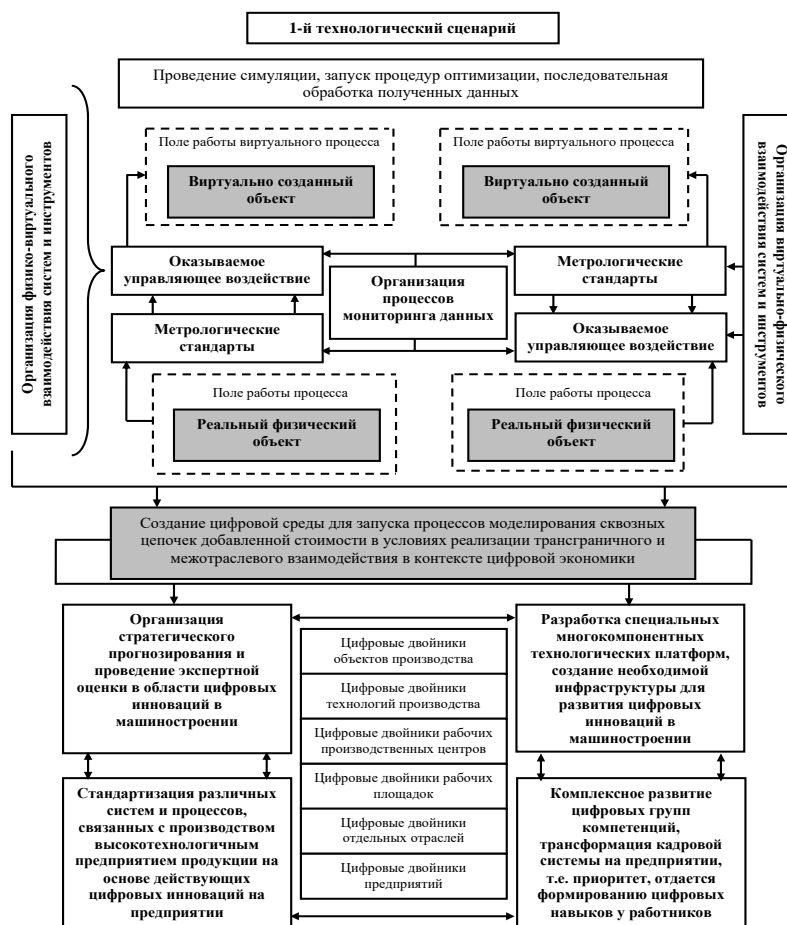 1-й технологический сценарий
Проведение симуляции, запуск процедур оптимизации, последовательная
обработка полученных данных
Организация физико-виртуального
взаимодействия систем и инструментов
Поле работы виртуального процесса
Виртуально созданный
объект
Поле работы виртуального процесса
Виртуально созданный
объект
Организация виртуально-физического
взаимодействия систем и инструментов
Оказываемое
управляющее воздействие
Организация
процессов
мониторинга данных
Метрологические
стандарты
Метрологические
стандарты
Оказываемое
управляющее воздействие
Поле работы процесса
Реальный физический
объект
Поле работы процесса
Реальный физический
объект
Создание цифровой среды для запуска процессов моделирования сквозных
цепочек добавленной стоимости в условиях реализации трансграничного и
межотраслевого взаимодействия в контексте цифровой экономики
Организация
стратегического
прогнозирования и
проведение экспертной
оценки в области цифровых
инноваций в
машиностроении
Цифровые двойники
объектов производства
Цифровые двойники
технологий производства
Цифровые двойники рабочих
производственных центров
Цифровые двойники рабочих
площадок
Цифровые двойники
отдельных отраслей
Цифровые двойники
предприятий
Разработка специальных
многокомпонентных
технологических платформ,
создание необходимой
инфраструктуры для
развития цифровых
инноваций в
машиностроении
Стандартизация различных
систем и процессов,
связанных с производством
высокотехнологичным
предприятием продукции на
основе действующих
цифровых инноваций на
предприятии
Комплексное развитие
цифровых групп
компетенций,
трансформация кадровой
системы на предприятии,
т.е. приоритет, отдается
формированию цифровых
навыков у работников